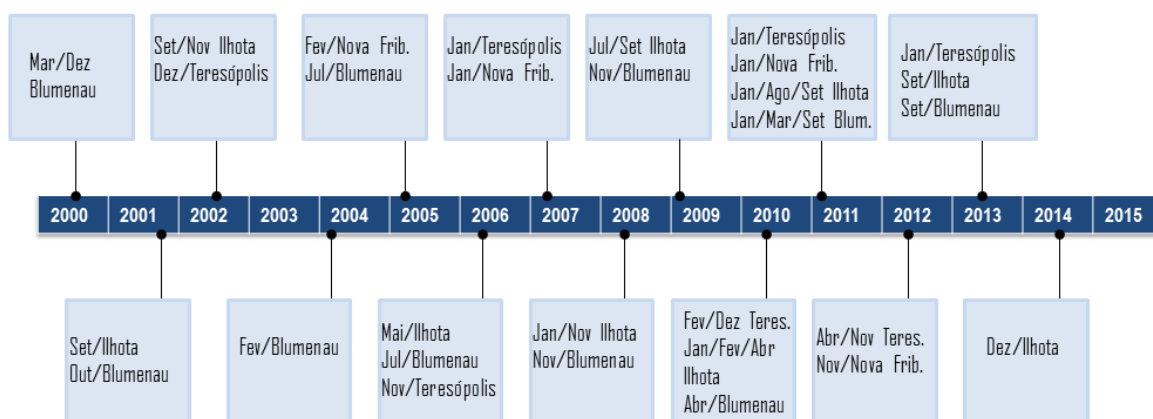 Mar/Dez
Blumenau
Set/Nov Ilhota
Dez/Teresópolis
Fev/Nova Frib.
Jul/Blumenau
Jan/Teresópolis
Jan/Nova Frib.
Jul/Set Ilhota
Nov/Blumenau
Jan/Teresópolis
Jan/Nova Frib.
Jan/Ago/Set Ilhota
Jan/Mar/Set Blum.
Jan/Teresópolis
Set/Ilhota
Set/Blumenau
2000 2001 2002 2003 2004 2005 2006 2007 2008 2009 2010 2011 2012 2013 2014 2015
Set/Ilhota
Out/Blumenau
Fev/Blumenau
Mai/Ilhota
Jul/Blumenau
Nov/Teresópolis
Jan/Nov Ilhota
Nov/Blumenau
Fev/Dez Teres.
Jan/Fev/Abr
Ilhota
Abr/Blumenau
Abr/Nov Teres.
Nov/Nova Frib.
Dez/Ilhota